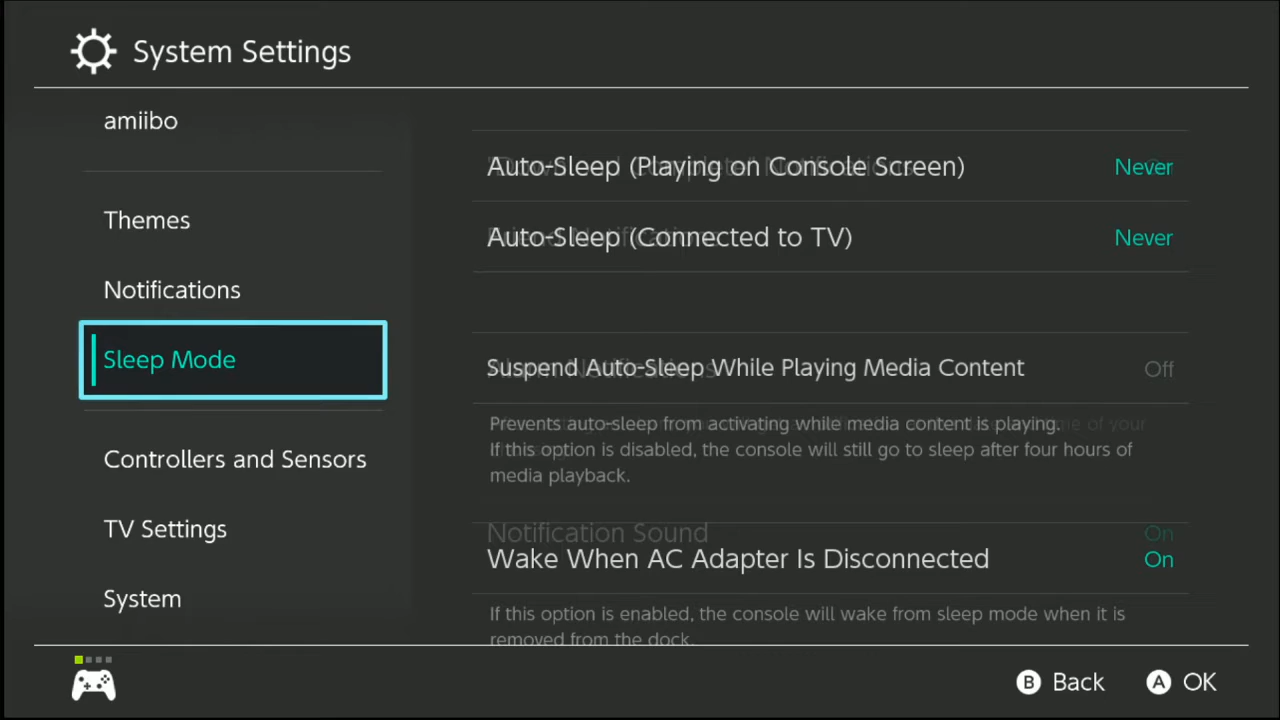 System Settings
amiibo
Themes
Notifications
Sleep Mode
Controllers and Sensors
TV Settings
System
Auto-Sleep (Playing on Console Screen) Never
Auto-Sleep (Connected to TV) Never
Suspend Auto-Sleep While Playing Media Content Off
Prevents auto-sleep from activating while media content is playing.
If this option is disabled, the console will still go to sleep after four hours of
media playback.
Notification Sound On
Wake When AC Adapter Is Disconnected On
If this option is enabled, the console will wake from sleep mode when it is
removed from the dock.
B Back A OK